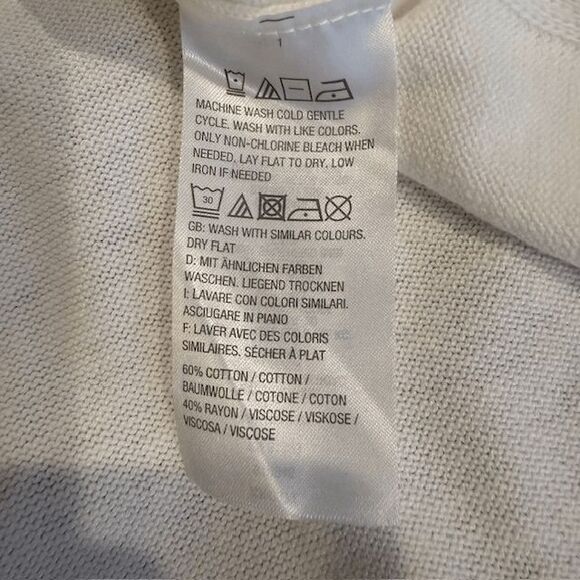 1
MACHINE WASH COLD GENTLE
CYCLE. WASH WITH LIKE COLORS.
ONLY NON-CHLORINE BLEACH WHEN
NEEDED. LAY FLAT TO DRY. LOW
IRON IF NEEDED
30
GB: WASH WITH SIMILAR COLOURS.
DRY FLAT
D: MIT ÄHNLICHEN FARBEN
WASCHEN. LIEGEND TROCKNEN
I: LAVARE CON COLORI SIMILARI.
ASCIUGARE IN PIANO
F: LAVER AVEC DES COLORIS
SIMILAIRES. SÉCHER À PLAT
60% COTTON / COTTON /
BAUMWOLLE / COTONE / COTON
40% RAYON / VISCOSE / VISKOSE /
VISCOSA / VISCOSE